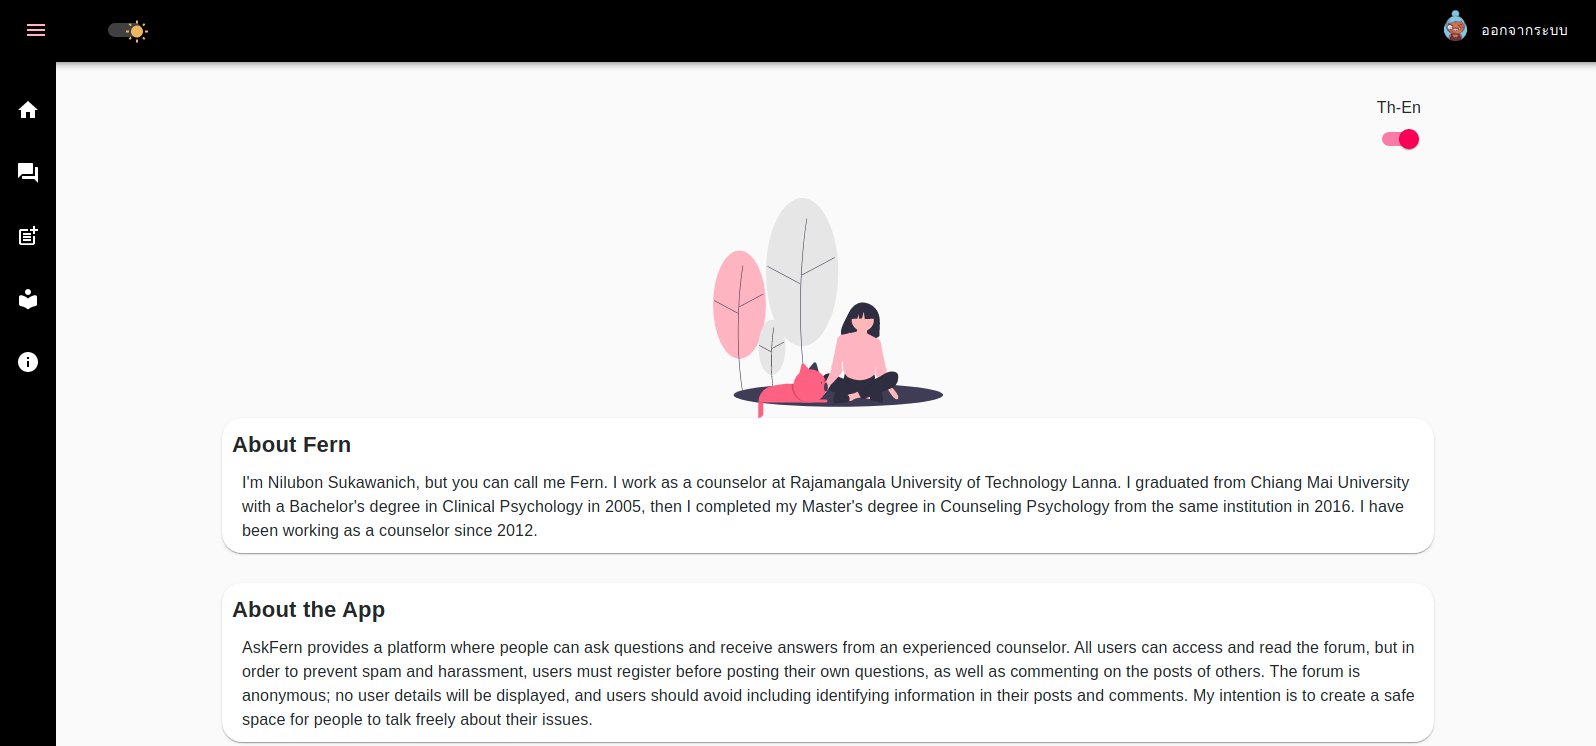 ออกจากระบบ
Th-En
About Fern
I'm Nilubon Sukawanich, but you can call me Fern. I work as a counselor at Rajamangala University of Technology Lanna. I graduated from Chiang Mai University
with a Bachelor's degree in Clinical Psychology in 2005, then I completed my Master's degree in Counseling Psychology from the same institution in 2016. I have
been working as a counselor since 2012.
About the App
AskFern provides a platform where people can ask questions and receive answers from an experienced counselor. All users can access and read the forum, but in
order to prevent spam and harassment, users must register before posting their own questions, as well as commenting on the posts of others. The forum is
anonymous; no user details will be displayed, and users should avoid including identifying information in their posts and comments. My intention is to create a safe
space for people to talk freely about their issues.